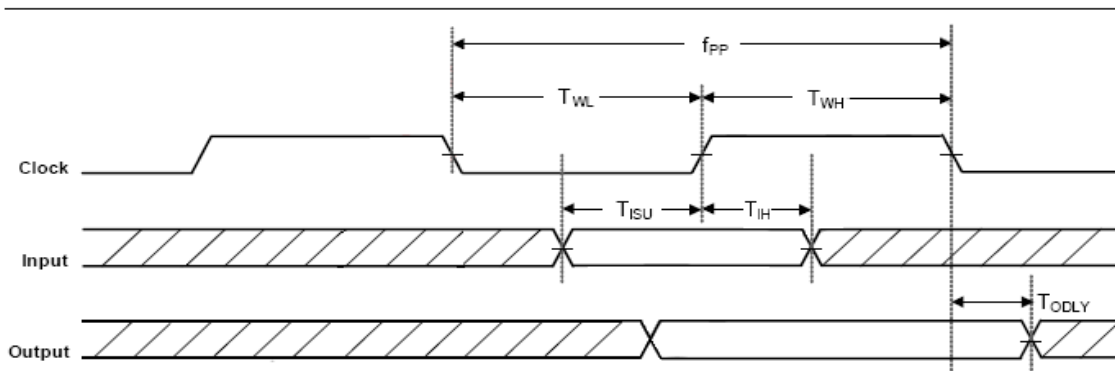 fPP
TWL TWH
Clock
TISU TIH
Input
TODLY
Output